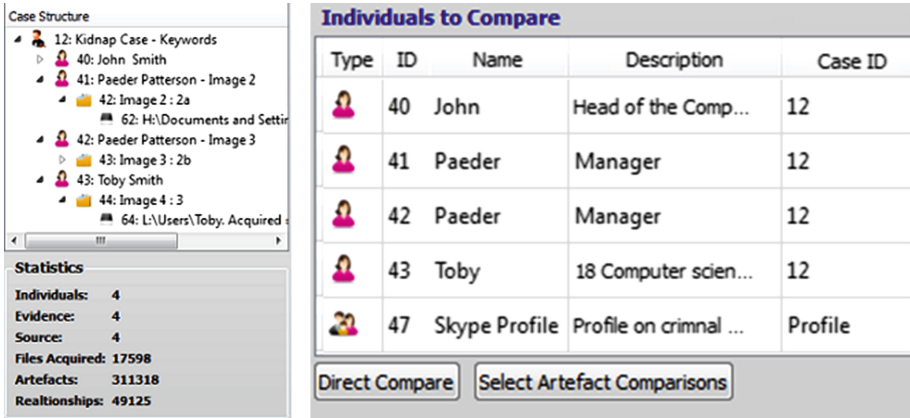 Case Structure
12: Kidnap Case - Keywords
40: John Smith
41: Paeder Patterson - Image 2
42: Image 2 : 2a
62: H:\Documents and Settir
42: Paeder Patterson - Image 3
43: Image 3 : 2b
43: Toby Smith
44: Image 4 : 3
64: L:\Users\Toby. Acquired
Statistics
Individuals: 4
Evidence: 4
Source: 4
Files Acquired: 17598
Artefacts: 311318
Realtionships: 49125
Individuals to Compare
Type ID Name Description Case ID
40 John Head of the Comp... 12
41 Paeder Manager 12
42 Paeder Manager 12
43 Toby 18 Computer scien... 12
47 Skype Profile Profile on crimnal ... Profile
Direct Compare Select Artefact Comparisons